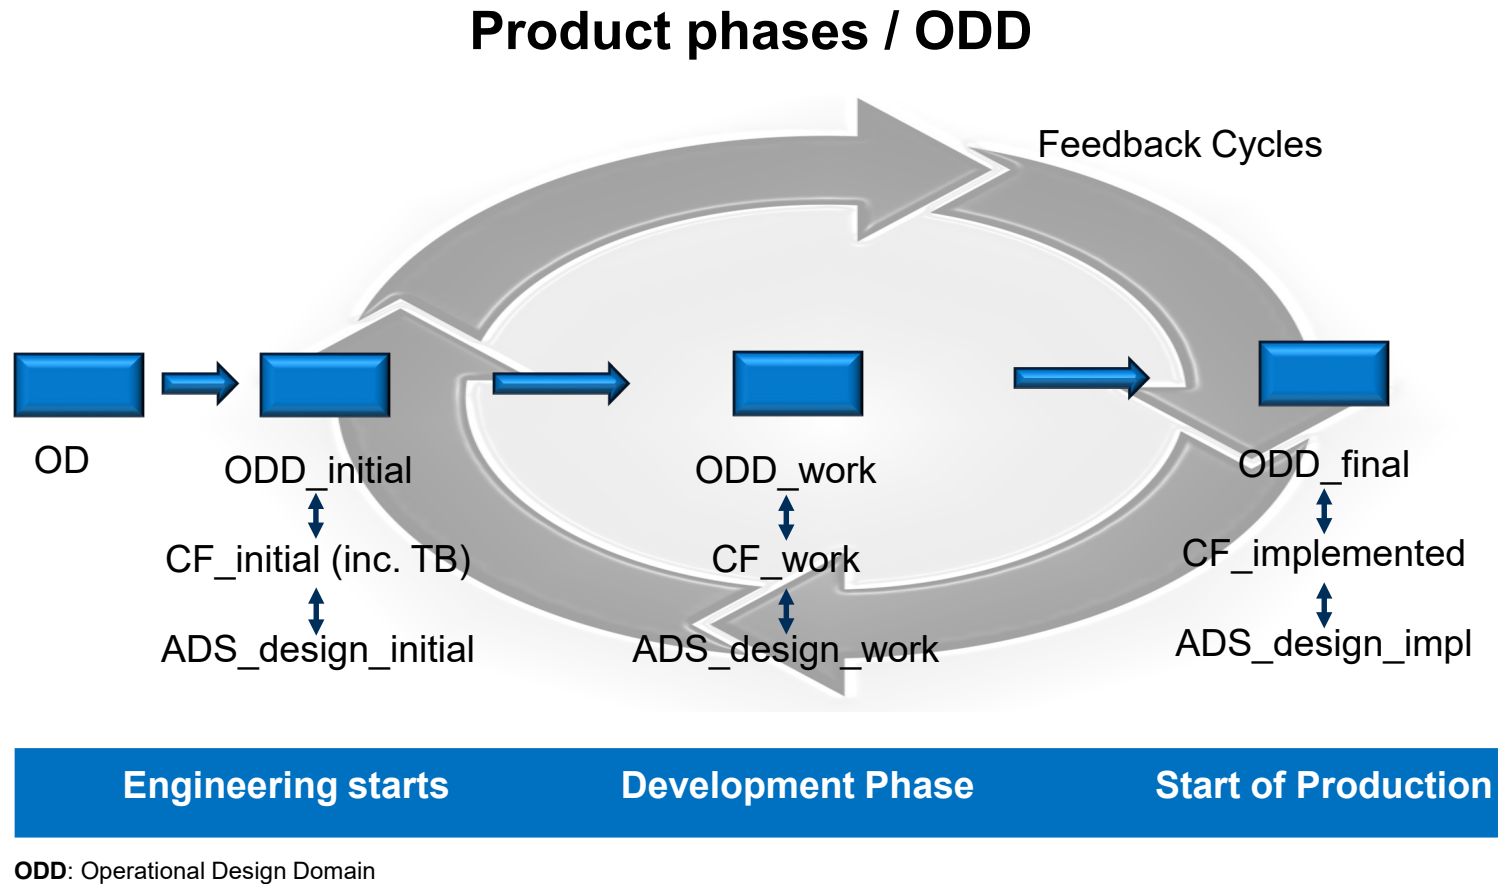 Product phases / ODD
Feedback Cycles
OD
ODD_initial
ODD_work
ODD_final
CF_initial (inc. TB)
CF_work
CF_implemented
ADS_design_initial
ADS_design_work
ADS_design_impl
Engineering starts
Development Phase
Start of Production
ODD: Operational Design Domain